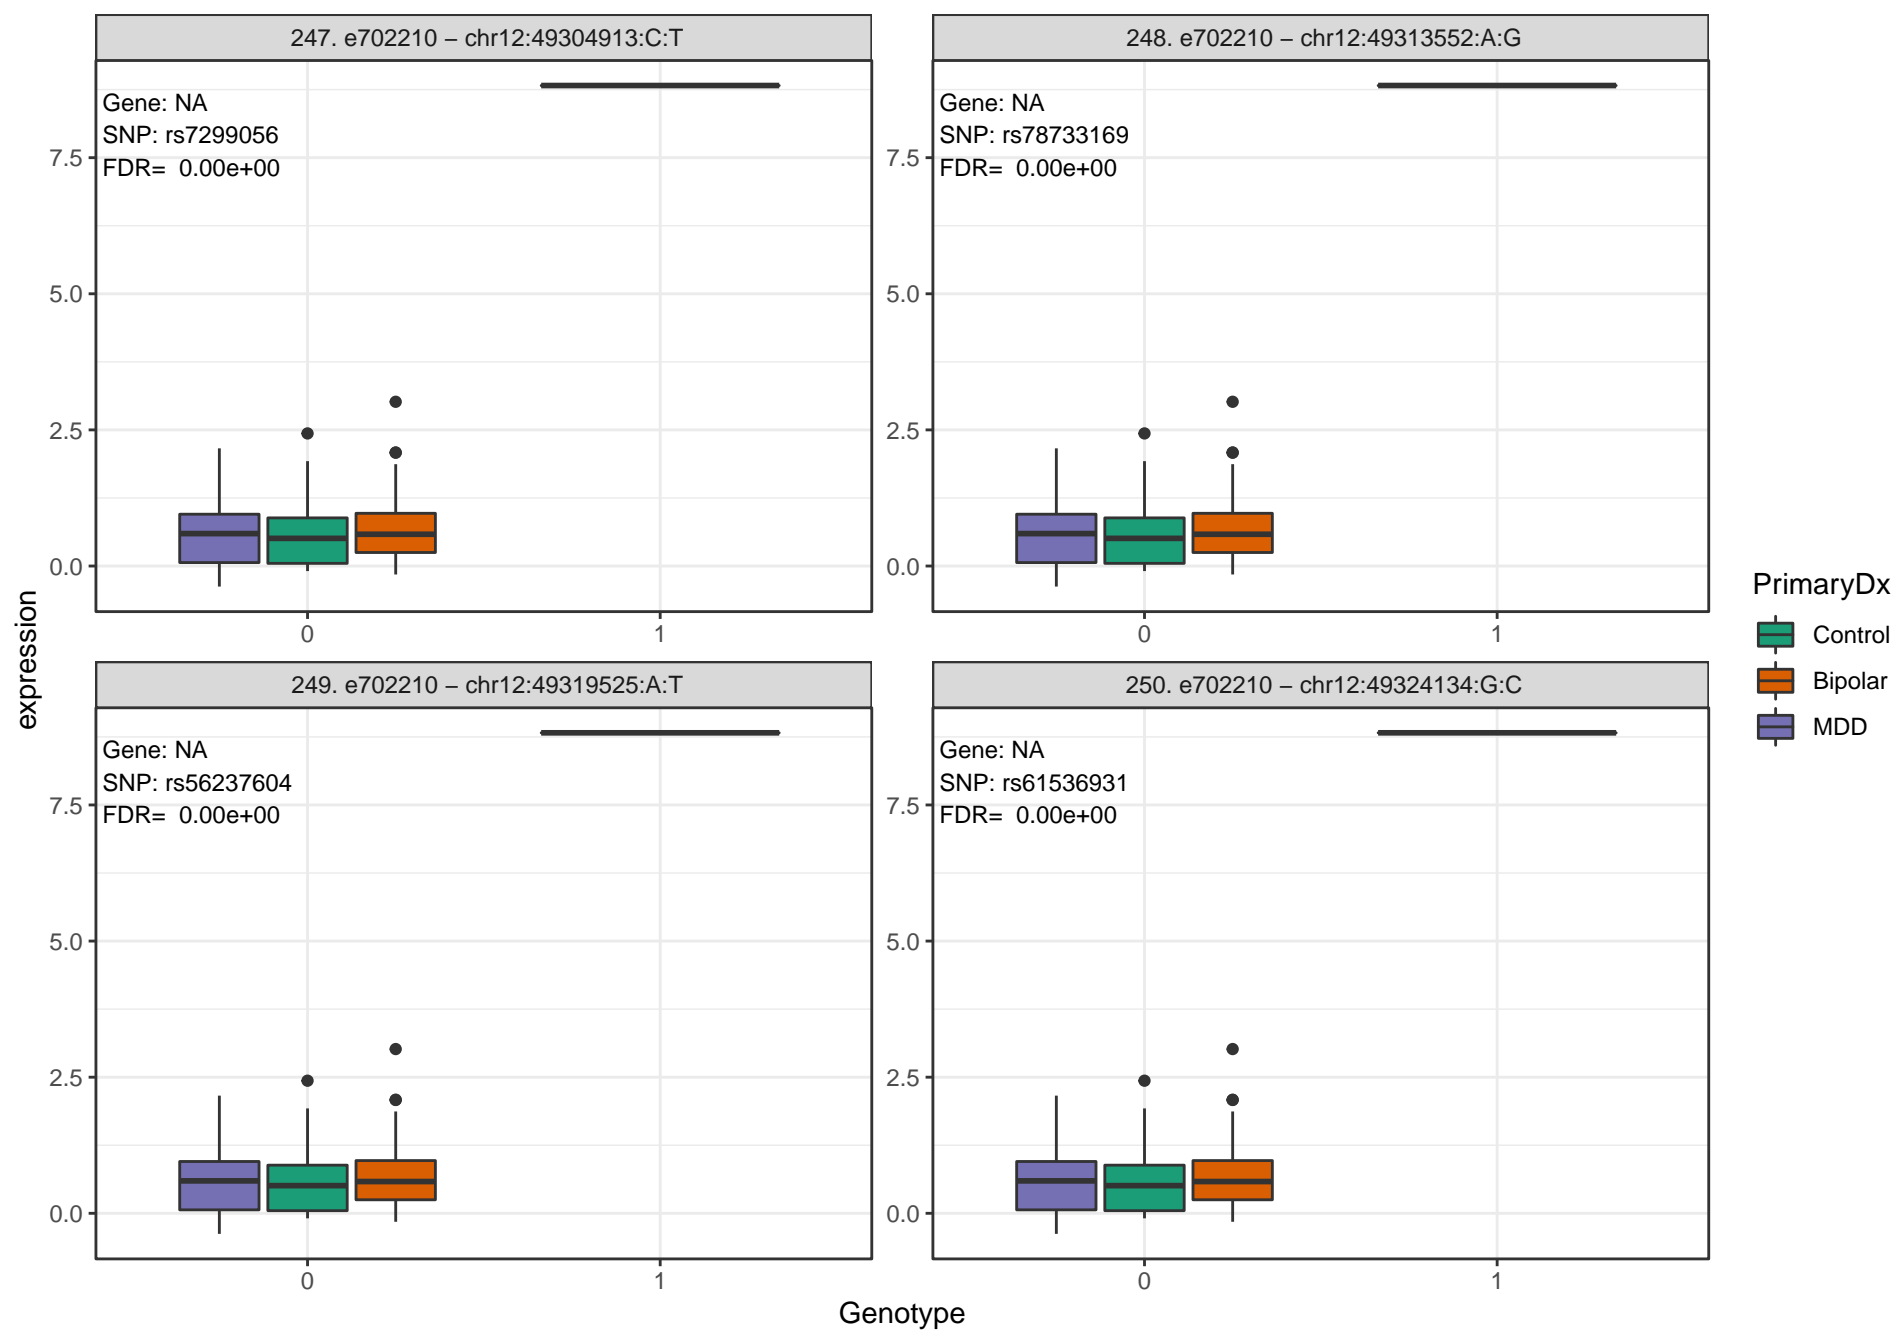 247. e702210 – chr12:49304913:C:T
248. e702210 – chr12:49313552:A:G
Gene: NA
SNP: rs7299056
FDR=  0.00e+00
Gene: NA
SNP: rs78733169
FDR=  0.00e+00
7.5
5.0
2.5
0.0
7.5
5.0
2.5
0.0
0
1
0
1
249. e702210 – chr12:49319525:A:T
250. e702210 – chr12:49324134:G:C
Gene: NA
SNP: rs56237604
FDR=  0.00e+00
Gene: NA
SNP: rs61536931
FDR=  0.00e+00
7.5
5.0
2.5
0.0
7.5
5.0
2.5
0.0
0
1
0
1
expression
Genotype
PrimaryDx
Control
Bipolar
MDD